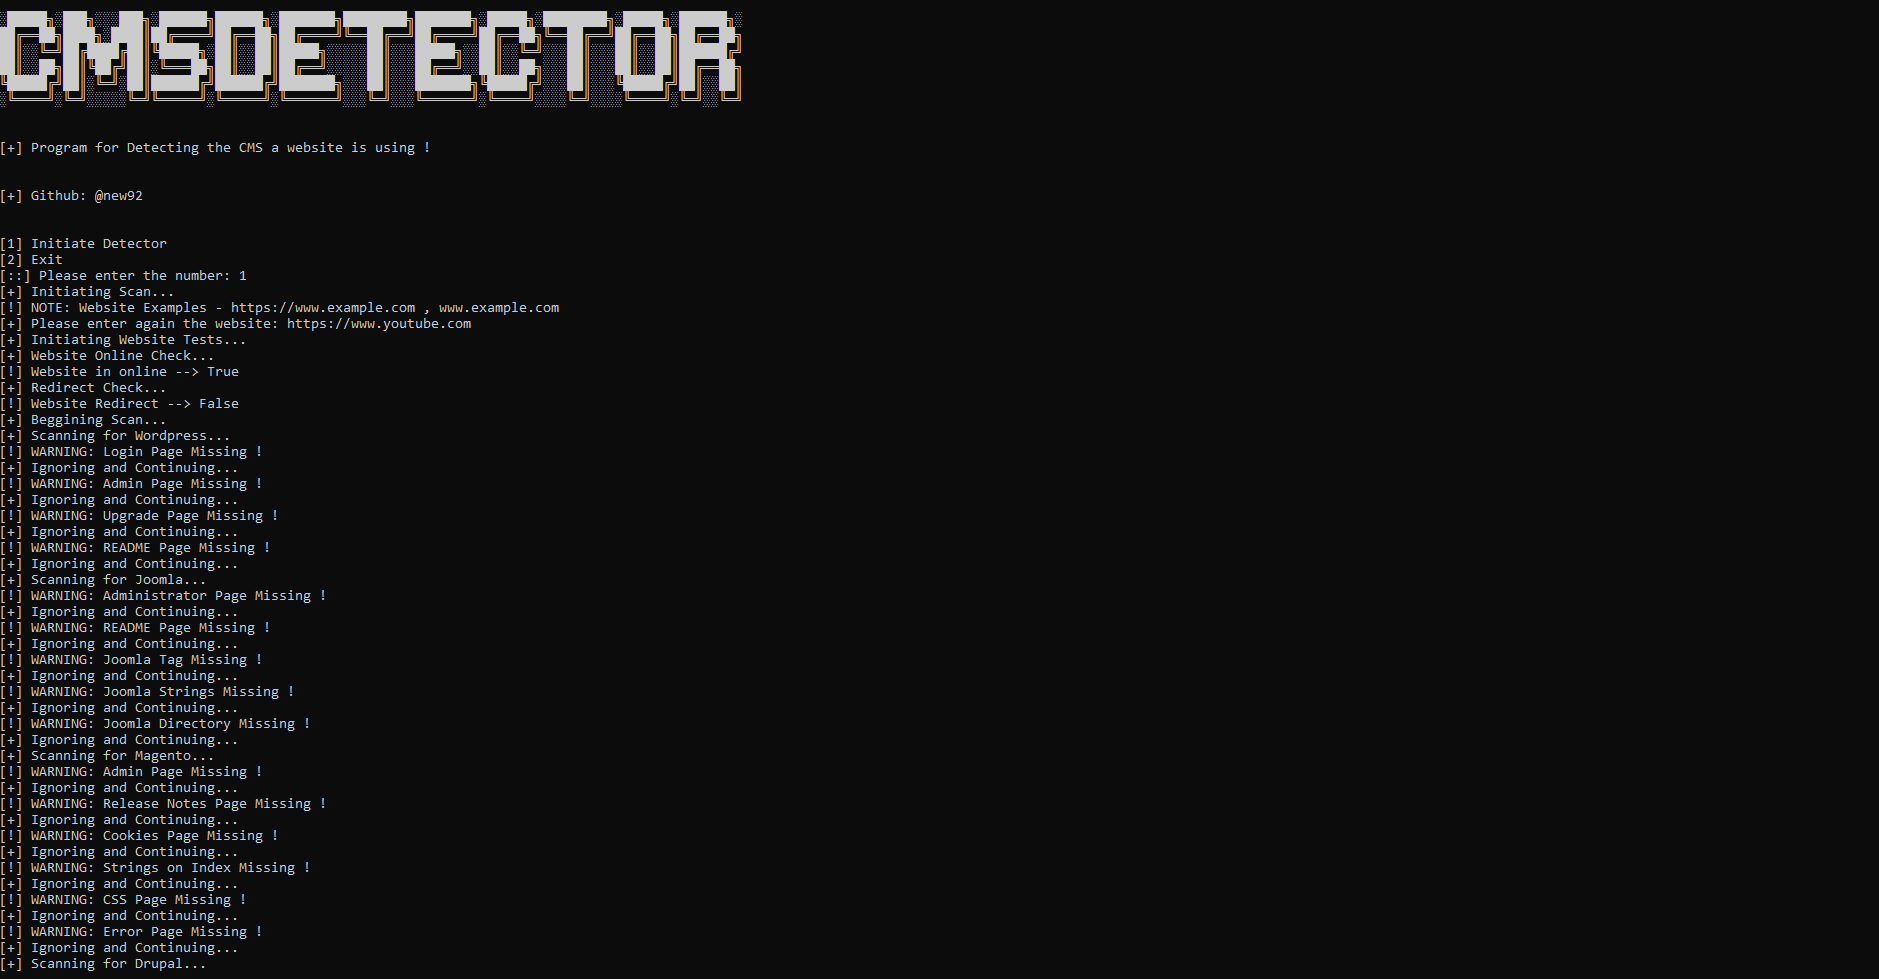 CMSDETECTOR
[+] Program for Detecting the CMS a website is using !
[+] Github: @new92
[1] Initiate Detector
[2] Exit
[::] Please enter the number: 1
[+] Initiating Scan...
[!] NOTE: Website Examples - https://www.example.com , www.example.com
[+] Please enter again the website: https://www.youtube.com
[+] Initiating Website Tests...
[+] Website Online Check...
[!] Website in online --> True
[+] Redirect Check...
[!] Website Redirect --> False
[+] Beggining Scan...
[+] Scanning for Wordpress...
[!] WARNING: Login Page Missing !
[+] Ignoring and Continuing...
[!] WARNING: Admin Page Missing !
[+] Ignoring and Continuing...
[!] WARNING: Upgrade Page Missing !
[+] Ignoring and Continuing...
[!] WARNING: README Page Missing !
[+] Ignoring and Continuing...
[+] Scanning for Joomla...
[!] WARNING: Administrator Page Missing !
[+] Ignoring and Continuing...
[!] WARNING: README Page Missing !
[+] Ignoring and Continuing...
[!] WARNING: Joomla Tag Missing !
[+] Ignoring and Continuing...
[!] WARNING: Joomla Strings Missing !
[+] Ignoring and Continuing...
[!] WARNING: Joomla Directory Missing !
[+] Ignoring and Continuing...
[+] Scanning for Magento...
[!] WARNING: Admin Page Missing !
[+] Ignoring and Continuing...
[!] WARNING: Release Notes Page Missing !
[+] Ignoring and Continuing...
[!] WARNING: Cookies Page Missing !
[+] Ignoring and Continuing...
[!] WARNING: Strings on Index Missing !
[+] Ignoring and Continuing...
[!] WARNING: CSS Page Missing !
[+] Ignoring and Continuing...
[!] WARNING: Error Page Missing !
[+] Ignoring and Continuing...
[+] Scanning for Drupal...